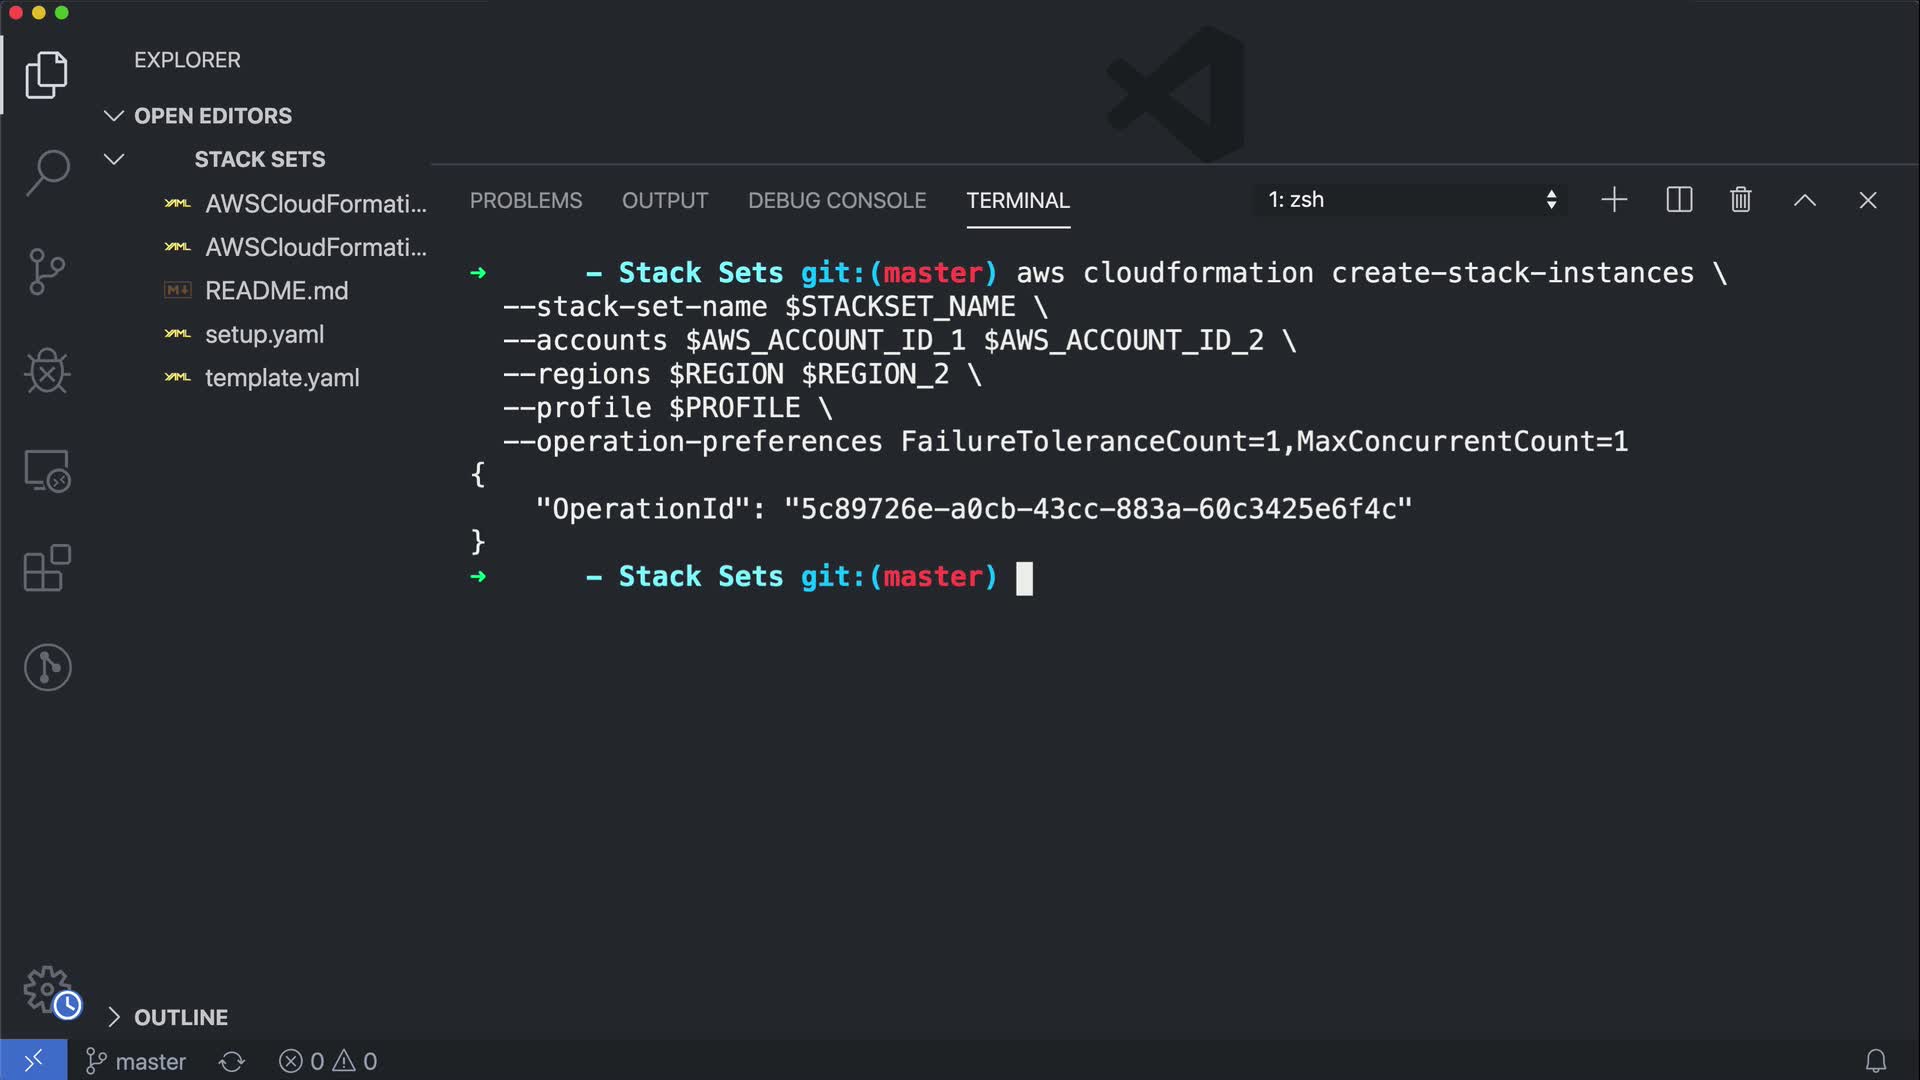 EXPLORER
OPEN EDITORS
STACK SETS
AWSCloudFormati...
AWSCloudFormati...
README.md
setup.yaml
template.yaml
OUTLINE
PROBLEMS OUTPUT DEBUG CONSOLE TERMINAL 1: zsh
➜ - Stack Sets git:(master) aws cloudformation create-stack-instances \
--stack-set-name $STACKSET_NAME \
--accounts $AWS_ACCOUNT_ID_1 $AWS_ACCOUNT_ID_2 \
--regions $REGION $REGION_2 \
--profile $PROFILE \
--operation-preferences FailureToleranceCount=1,MaxConcurrentCount=1
{
"OperationId": "5c89726e-a0cb-43cc-883a-60c3425e6f4c"
}
➜ - Stack Sets git:(master)
master 0 0